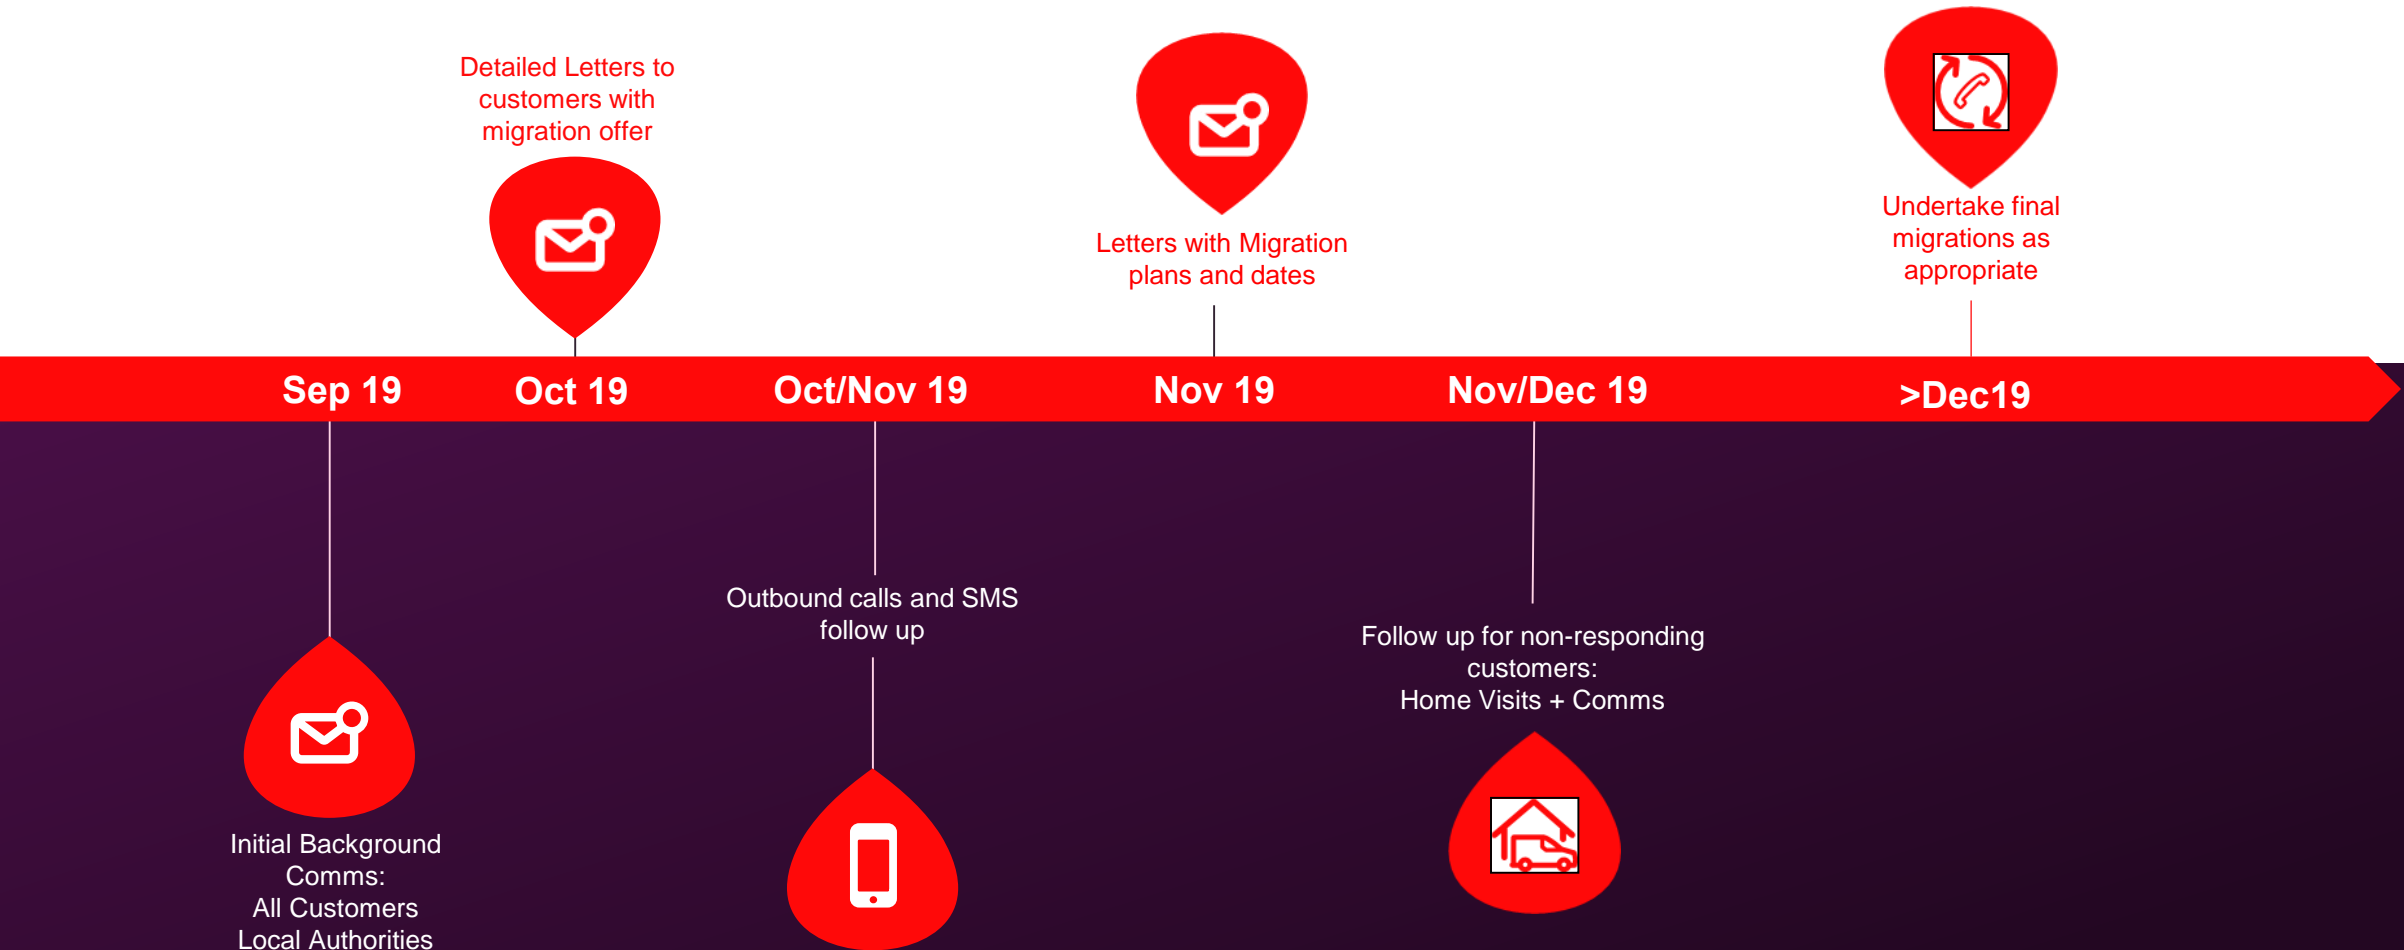 Detailed Letters to
customers with
migration offer
Letters with Migration
plans and dates
Undertake final
migrations as
appropriate
Sep 19
Oct 19
Oct/Nov 19
Nov 19
Nov/Dec 19
>Dec19
Initial Background
Comms:
All Customers
Local Authorities
Outbound calls and SMS
follow up
Follow up for non-responding
customers:
Home Visits + Comms